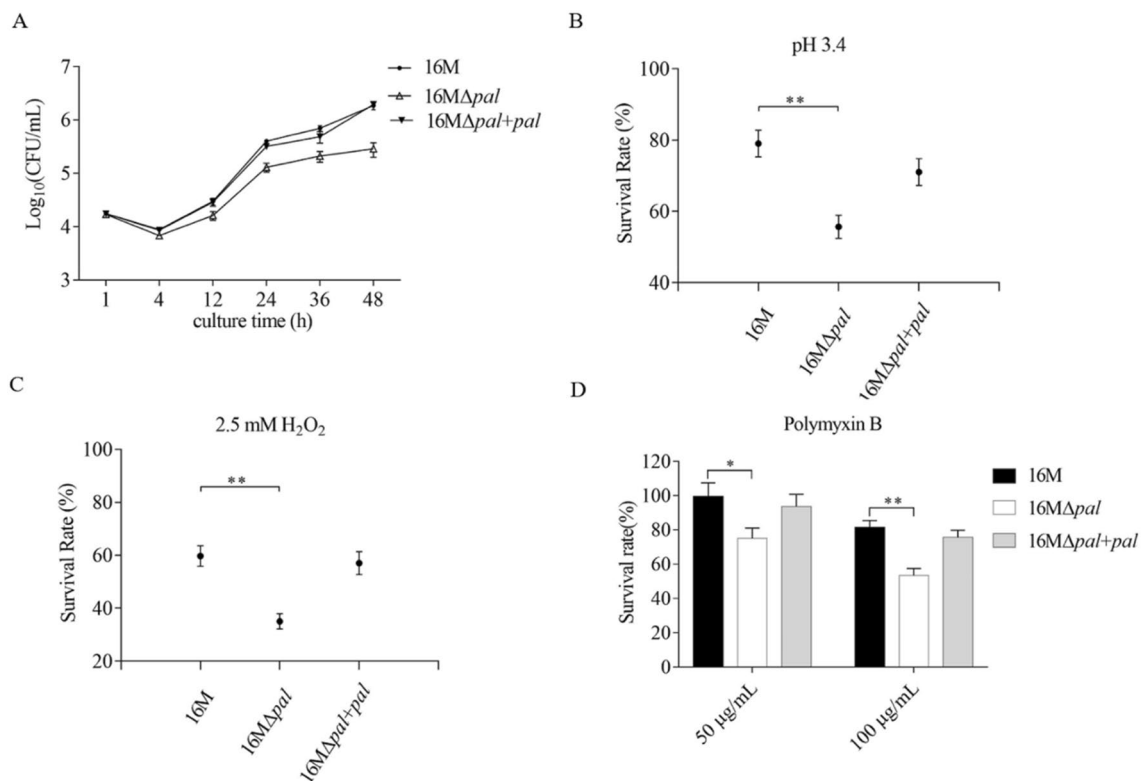 A
Log10(CFU/mL)
7
6
5
4
3
1 4 12 24 36 48
culture time (h)
16M
16MΔpal
16MΔpal+pal
B
pH 3.4
Survival Rate (%)
100
80
60
40
**
16M
16MΔpal
16MΔpal+pal
C
2.5 mM H2O2
Survival Rate (%)
100
80
60
40
20
**
16M
16MΔpal
16MΔpal+pal
D
Polymyxin B
Survival rate(%)
120
100
80
60
40
20
0
*
**
50 μg/mL
100 μg/mL
16M
16MΔpal
16MΔpal+pal